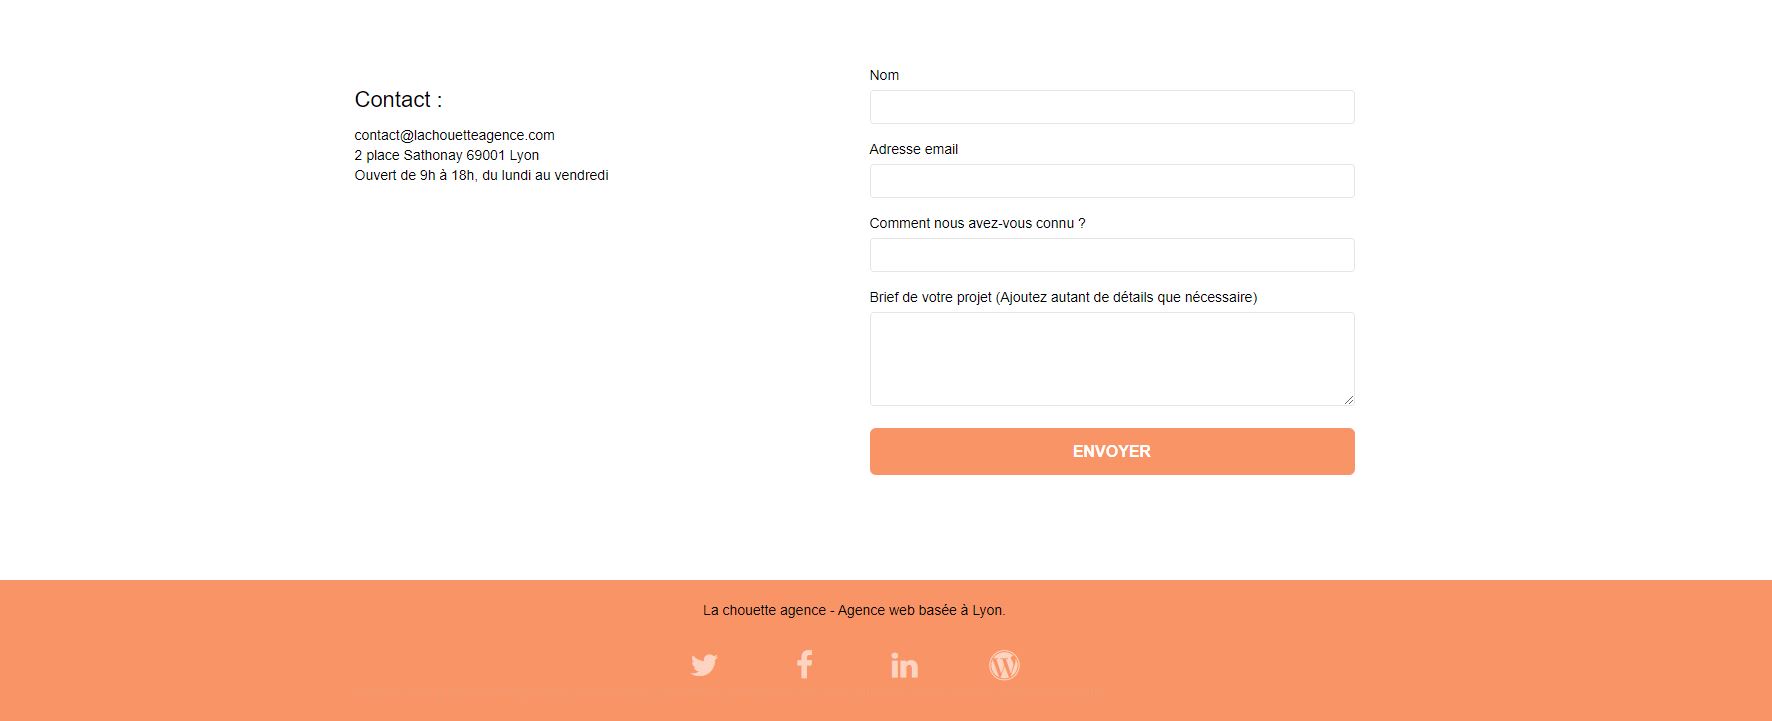 Contact :
contact@lachouetteagence.com
2 place Sathonay 69001 Lyon
Ouvert de 9h à 18h, du lundi au vendredi
Nom
Adresse email
Comment nous avez-vous connu ?
Brief de votre projet (Ajoutez autant de détails que nécessaire)
ENVOYER
La chouette agence - Agence web basée à Lyon.